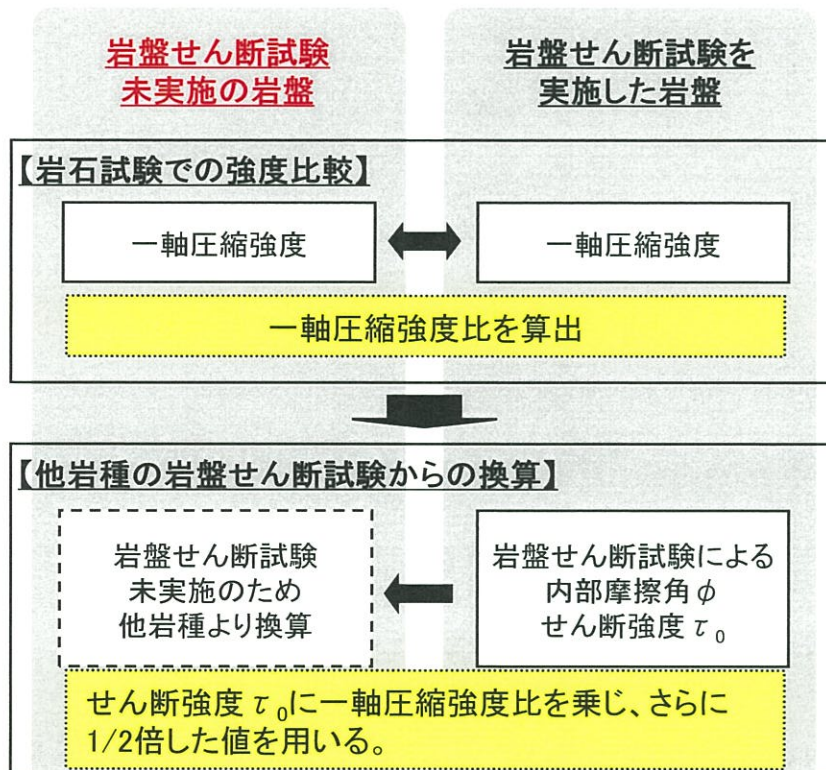 岩盤せん断試験
未実施の岩盤
岩盤せん断試験を
実施した岩盤
【岩石試験での強度比較】
一軸圧縮強度
一軸圧縮強度
一軸圧縮強度比を算出
【他岩種の岩盤せん断試験からの換算】
岩盤せん断試験
未実施のため
他岩種より換算
岩盤せん断試験による
内部摩擦角φ
せん断強度τ₀
せん断強度τ₀に一軸圧縮強度比を乗じ、さらに
1/2倍した値を用いる。